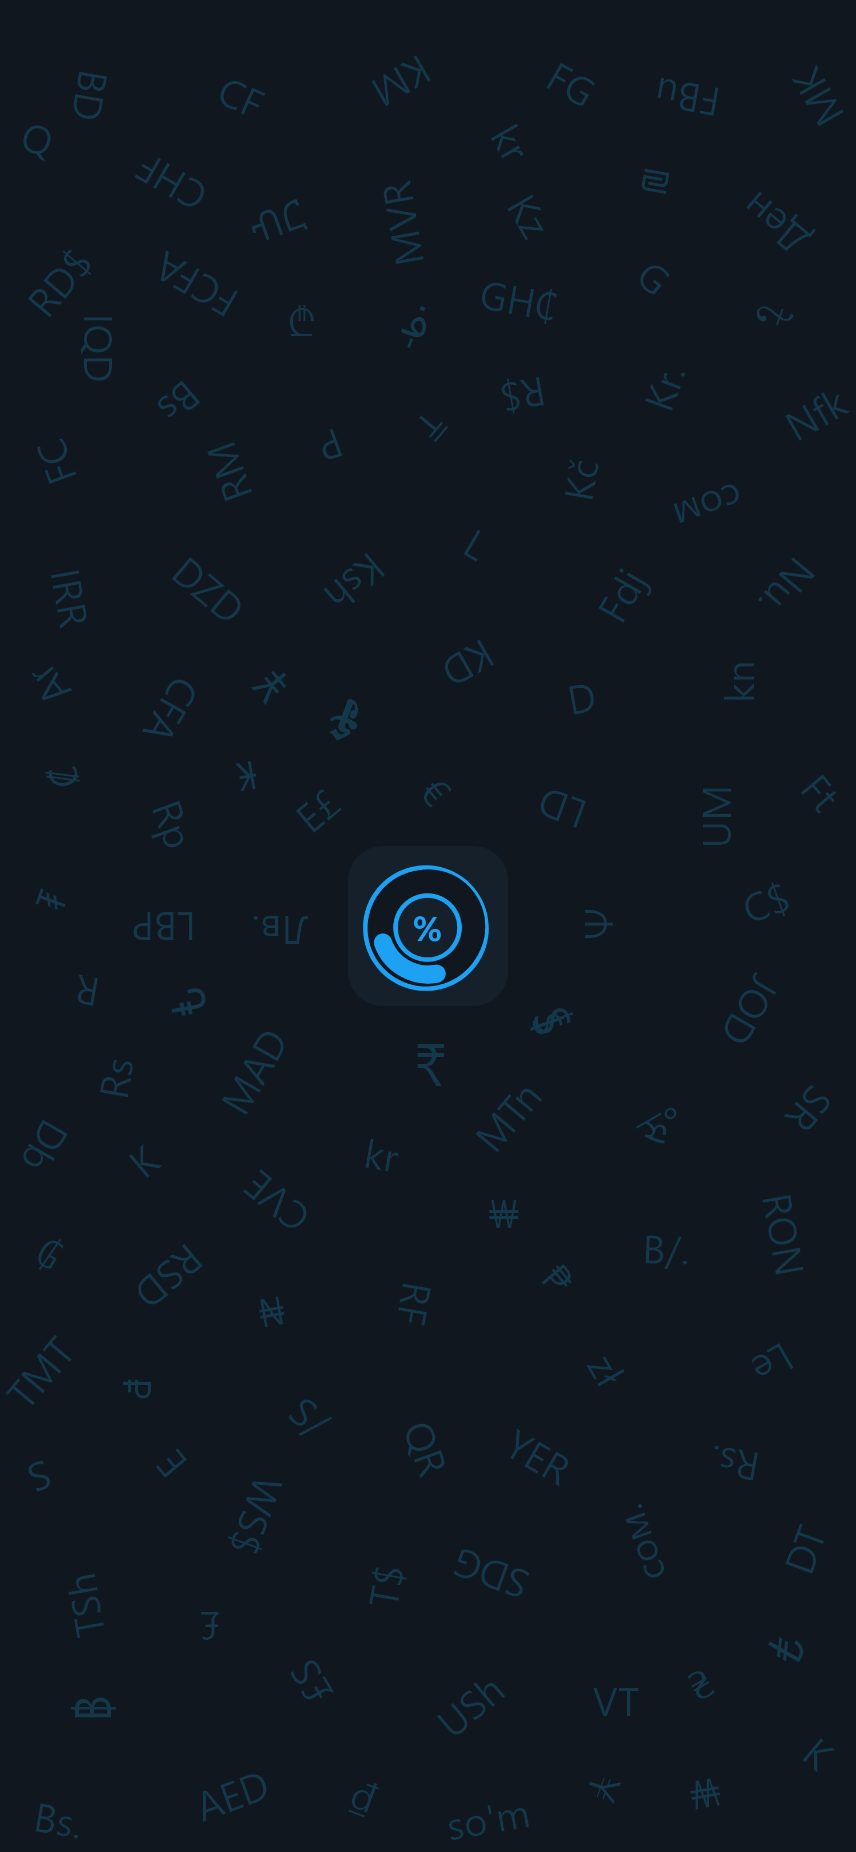 BD
CF
KM
FG
FBu
MK
Q
kr
CHF
₪
MVR
Kz
Ден
RD$
FCFA
GH₵
G
IQD
Bs
R$
Kr.
Nfk
FC
RM
P
₸
Kč
сом
L
IRR
DZD
Ksh
Fdj
Nu.
KD
Ar
CFA
D
kn
Rp
E£
€
LD
UM
Ft
LBP
Лв.
%
C$
R
JOD
Rs
MAD
₹
MTn
SR
Db
K
kr
CVE
₩
RON
₲
B/.
RSD
₱
₦
RF
TMT
₽
zł
Le
S/
QR
YER
Rs.
S
E
WS$
сом.
DT
T$
SDG
TSh
£
₺
S£
USh
VT
₴
K
AED
₫
Bs.
so'm